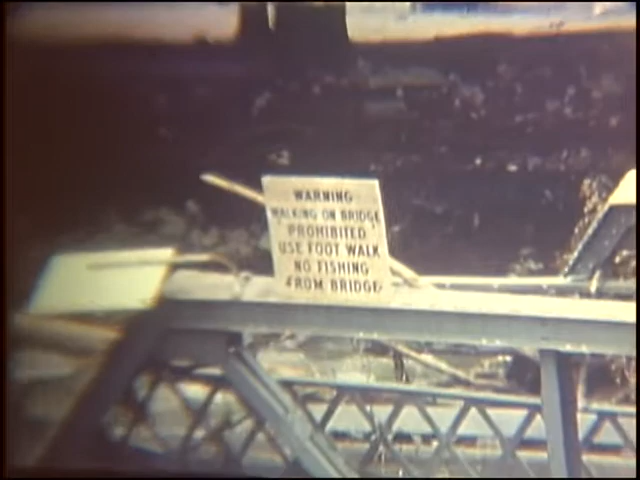 WARNING
WALKING ON BRIDGE
PROHIBITED
USE FOOT WALK
NO FISHING
FROM BRIDGE